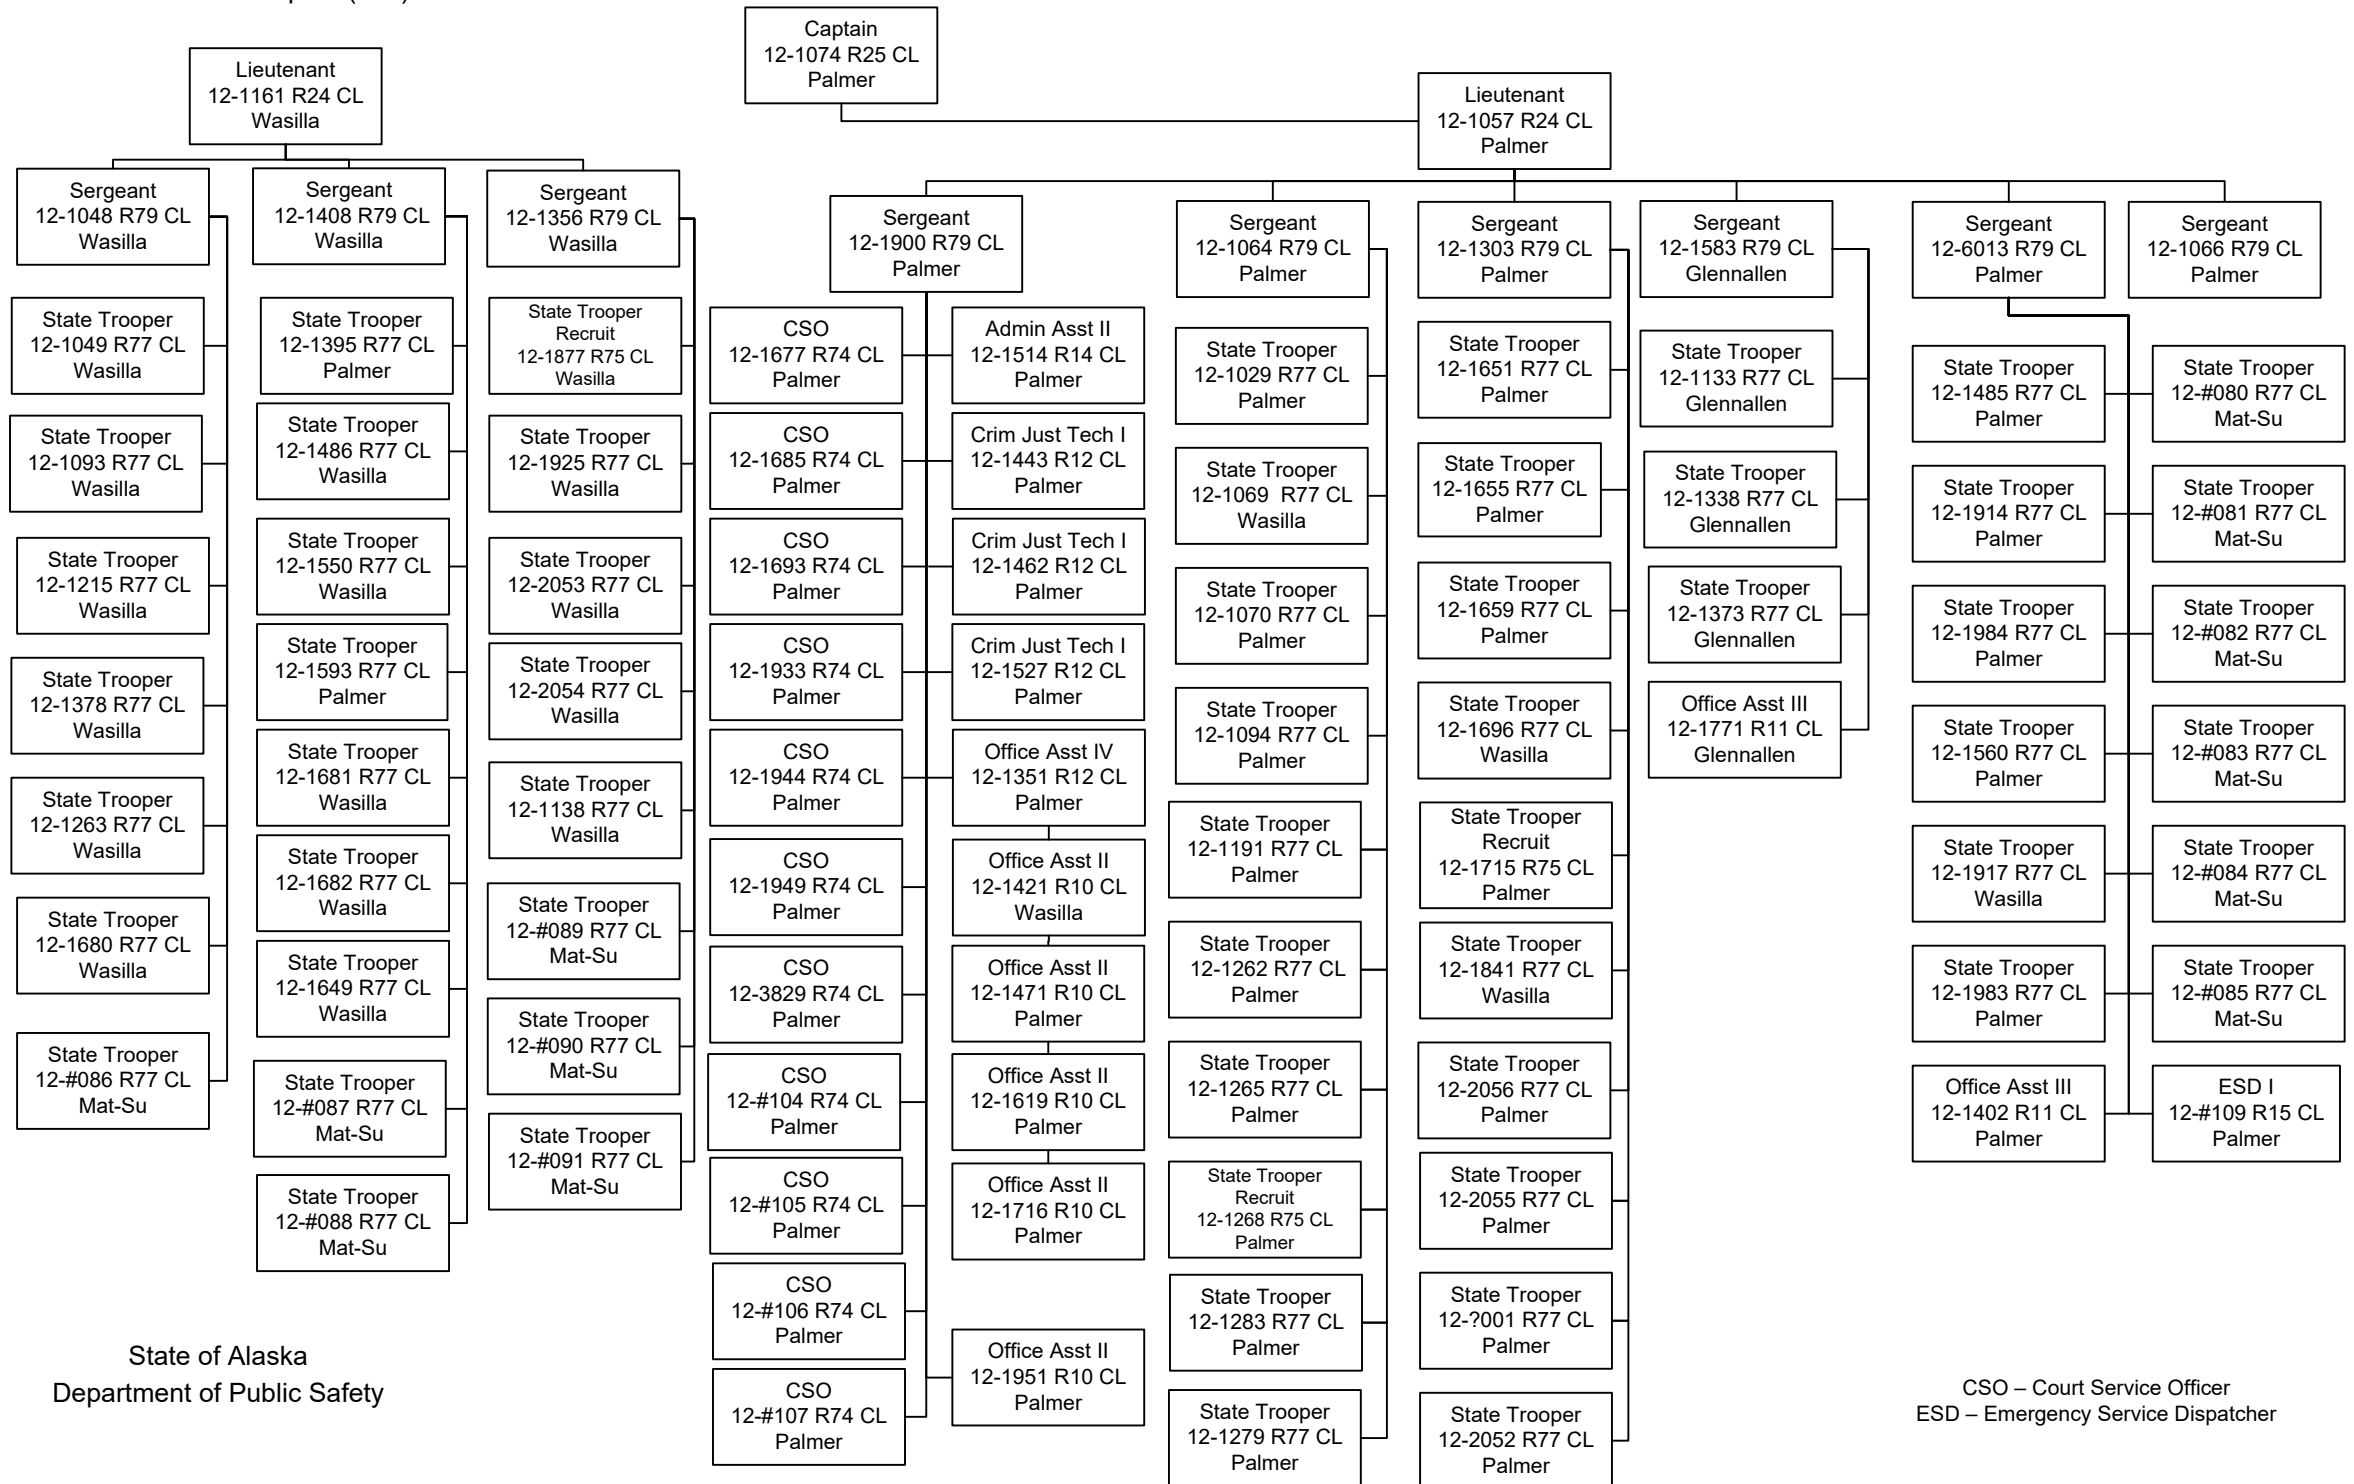 Captain
12-1074 R25 CL
Palmer
Lieutenant
12-1161 R24 CL
Wasilla
Lieutenant
12-1057 R24 CL
Palmer
Sergeant
12-1048 R79 CL
Wasilla
State Trooper
12-1049 R77 CL
Wasilla
State Trooper
12-1093 R77 CL
Wasilla
State Trooper
12-1215 R77 CL
Wasilla
State Trooper
12-1378 R77 CL
Wasilla
State Trooper
12-1263 R77 CL
Wasilla
State Trooper
12-1680 R77 CL
Wasilla
State Trooper
12-#086 R77 CL
Mat-Su
Sergeant
12-1408 R79 CL
Wasilla
State Trooper
12-1395 R77 CL
Palmer
State Trooper
12-1486 R77 CL
Wasilla
State Trooper
12-1550 R77 CL
Wasilla
State Trooper
12-1593 R77 CL
Palmer
State Trooper
12-1681 R77 CL
Wasilla
State Trooper
12-1682 R77 CL
Wasilla
State Trooper
12-1649 R77 CL
Wasilla
State Trooper
12-#087 R77 CL
Mat-Su
State Trooper
12-#088 R77 CL
Mat-Su
Sergeant
12-1356 R79 CL
Wasilla
State Trooper
Recruit
12-1877 R75 CL
Wasilla
State Trooper
12-1925 R77 CL
Wasilla
State Trooper
12-2053 R77 CL
Wasilla
State Trooper
12-2054 R77 CL
Wasilla
State Trooper
12-1138 R77 CL
Wasilla
State Trooper
12-#089 R77 CL
Mat-Su
State Trooper
12-#090 R77 CL
Mat-Su
State Trooper
12-#091 R77 CL
Mat-Su
Sergeant
12-1900 R79 CL
Palmer
CSO
12-1677 R74 CL
Palmer
CSO
12-1685 R74 CL
Palmer
CSO
12-1693 R74 CL
Palmer
CSO
12-1933 R74 CL
Palmer
CSO
12-1944 R74 CL
Palmer
CSO
12-1949 R74 CL
Palmer
CSO
12-3829 R74 CL
Palmer
CSO
12-#104 R74 CL
Palmer
CSO
12-#105 R74 CL
Palmer
CSO
12-#106 R74 CL
Palmer
CSO
12-#107 R74 CL
Palmer
Admin Asst II
12-1514 R14 CL
Palmer
Crim Just Tech I
12-1443 R12 CL
Palmer
Crim Just Tech I
12-1462 R12 CL
Palmer
Crim Just Tech I
12-1527 R12 CL
Palmer
Office Asst IV
12-1351 R12 CL
Palmer
Office Asst II
12-1421 R10 CL
Wasilla
Office Asst II
12-1471 R10 CL
Palmer
Office Asst II
12-1619 R10 CL
Palmer
Office Asst II
12-1716 R10 CL
Palmer
Office Asst II
12-1951 R10 CL
Palmer
Sergeant
12-1064 R79 CL
Palmer
State Trooper
12-1029 R77 CL
Palmer
State Trooper
12-1069 R77 CL
Wasilla
State Trooper
12-1070 R77 CL
Palmer
State Trooper
12-1094 R77 CL
Palmer
State Trooper
12-1191 R77 CL
Palmer
State Trooper
12-1262 R77 CL
Palmer
State Trooper
12-1265 R77 CL
Palmer
State Trooper
Recruit
12-1268 R75 CL
Palmer
State Trooper
12-1283 R77 CL
Palmer
State Trooper
12-1279 R77 CL
Palmer
Sergeant
12-1303 R79 CL
Palmer
State Trooper
12-1651 R77 CL
Palmer
State Trooper
12-1655 R77 CL
Palmer
State Trooper
12-1659 R77 CL
Palmer
State Trooper
12-1696 R77 CL
Wasilla
State Trooper
Recruit
12-1715 R75 CL
Palmer
State Trooper
12-1841 R77 CL
Wasilla
State Trooper
12-2056 R77 CL
Palmer
State Trooper
12-2055 R77 CL
Palmer
State Trooper
12-?001 R77 CL
Palmer
State Trooper
12-2052 R77 CL
Palmer
Sergeant
12-1583 R79 CL
Glennallen
State Trooper
12-1133 R77 CL
Glennallen
State Trooper
12-1338 R77 CL
Glennallen
State Trooper
12-1373 R77 CL
Glennallen
Office Asst III
12-1771 R11 CL
Glennallen
Sergeant
12-6013 R79 CL
Palmer
Sergeant
12-1066 R79 CL
Palmer
State Trooper
12-1485 R77 CL
Palmer
State Trooper
12-1914 R77 CL
Palmer
State Trooper
12-1984 R77 CL
Palmer
State Trooper
12-1560 R77 CL
Palmer
State Trooper
12-1917 R77 CL
Wasilla
State Trooper
12-1983 R77 CL
Palmer
Office Asst III
12-1402 R11 CL
Palmer
State Trooper
12-#080 R77 CL
Mat-Su
State Trooper
12-#081 R77 CL
Mat-Su
State Trooper
12-#082 R77 CL
Mat-Su
State Trooper
12-#083 R77 CL
Mat-Su
State Trooper
12-#084 R77 CL
Mat-Su
State Trooper
12-#085 R77 CL
Mat-Su
ESD I
12-#109 R15 CL
Palmer
State of Alaska
Department of Public Safety
CSO – Court Service Officer
ESD – Emergency Service Dispatcher